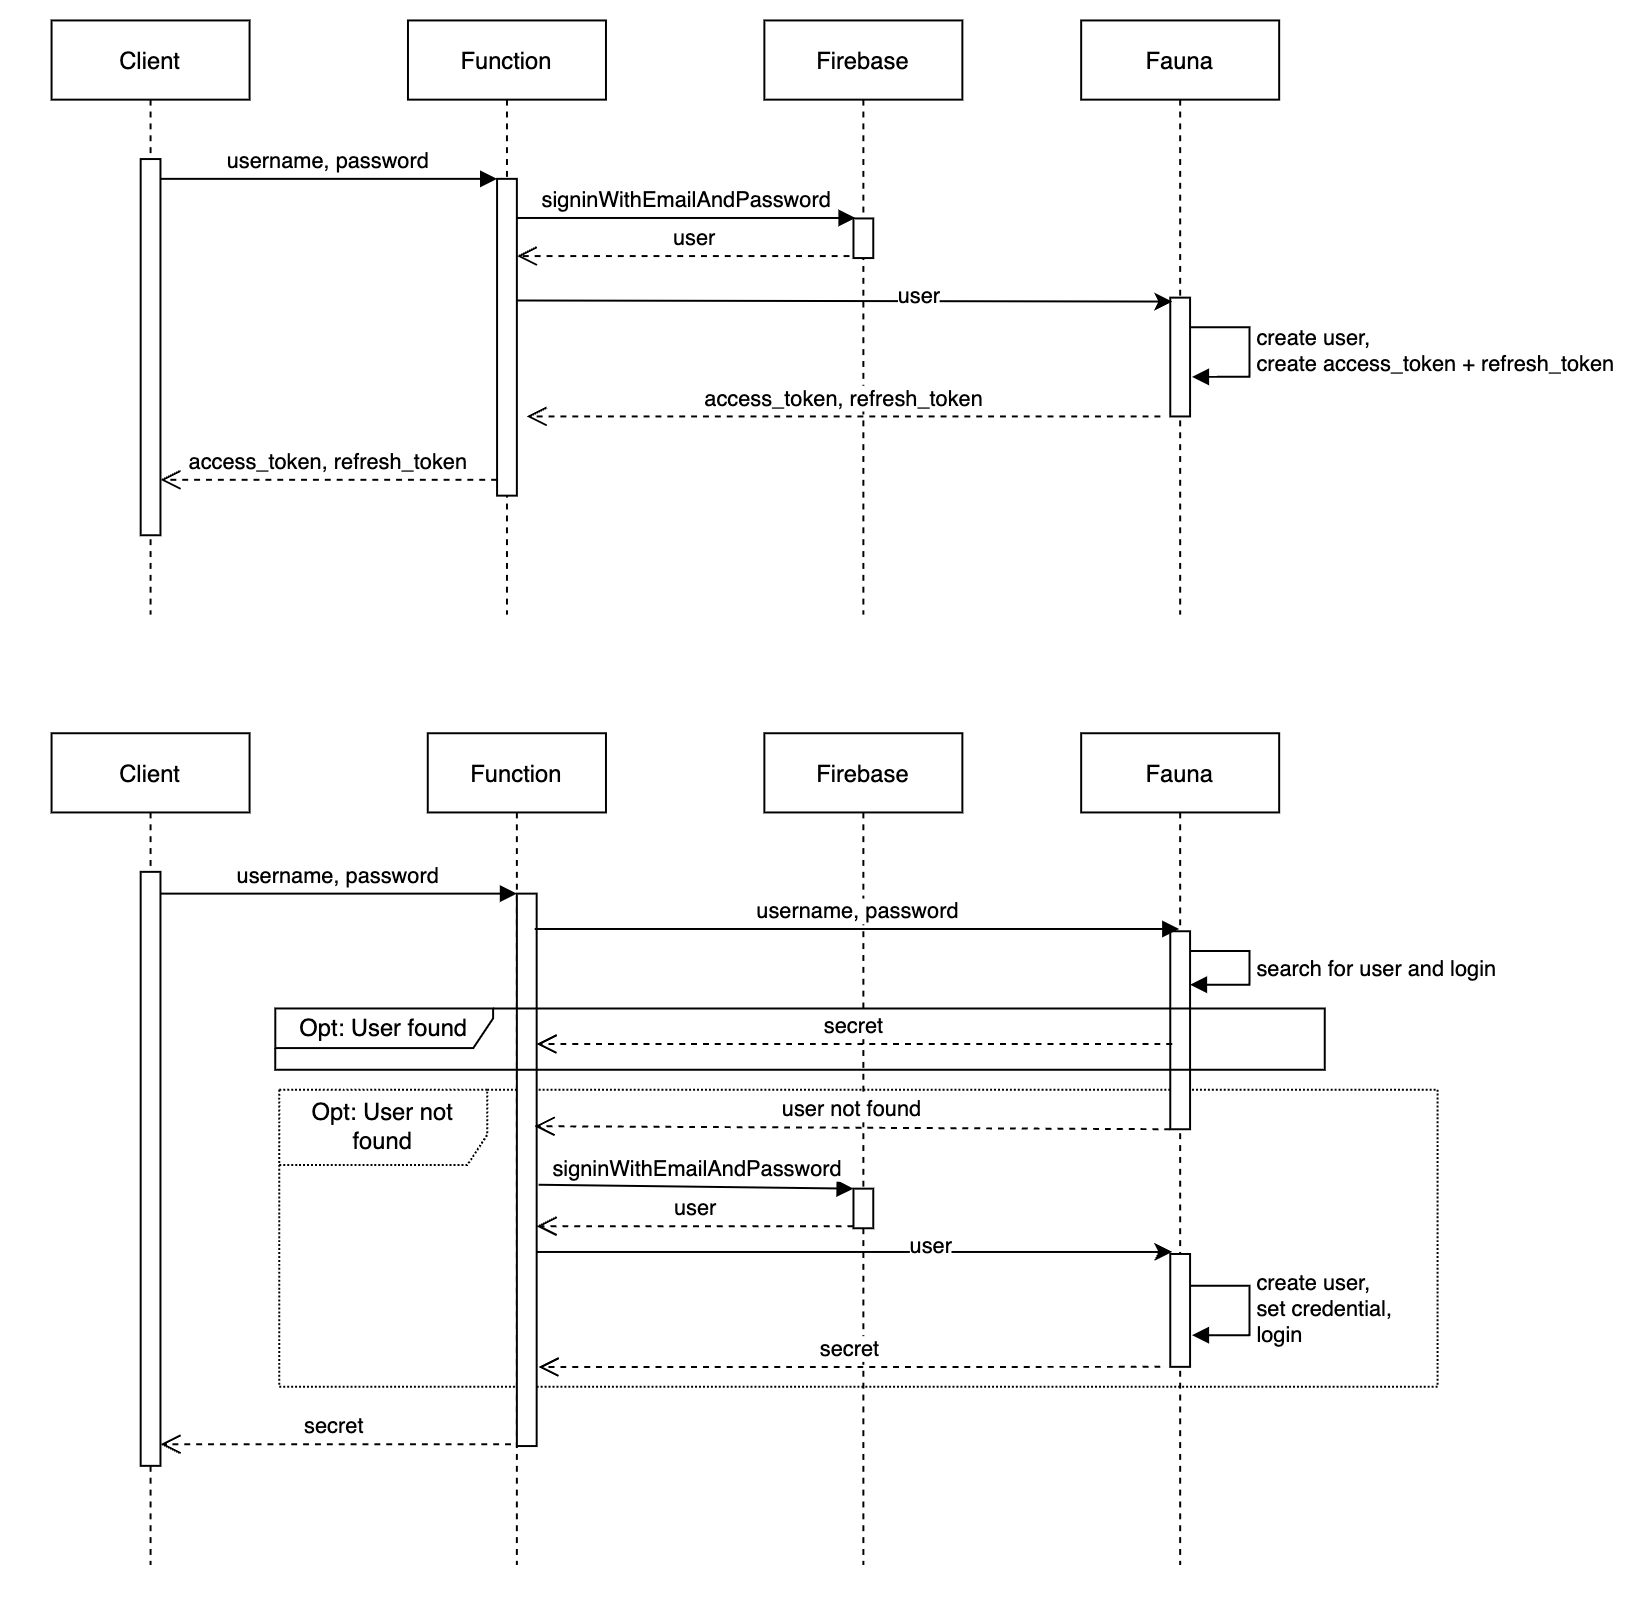 Client
Function
Firebase
Fauna
username, password
signinWithEmailAndPassword
user
user
create user,
create access_token + refresh_token
access_token, refresh_token
access_token, refresh_token
Client
Function
Firebase
Fauna
username, password
username, password
search for user and login
Opt: User found
secret
Opt: User not
found
user not found
signinWithEmailAndPassword
user
user
create user,
set credential,
login
secret
secret